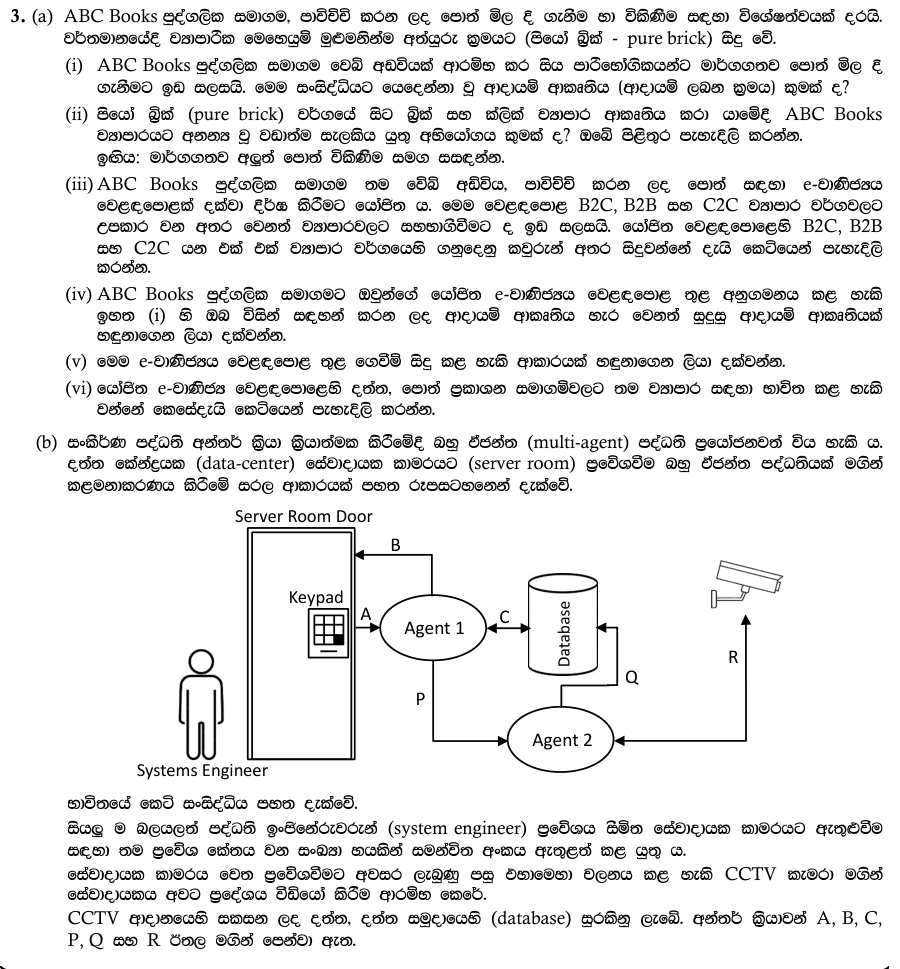 3. (a) ABC Books පුද්ගලික සමාගම, පාවිච්චි කරන ලද පොත් මිල දී ගැනීම හා විකිණීම සඳහා විශේෂත්වයක් දරයි.
වර්තමානයේදී ව්‍යාපාරික මෙහෙයුම් මුළුමනින්ම අත්යුරු ක්‍රමයට (පියෝ බ්‍රික් - pure brick) සිදු වේ.
(i) ABC Books පුද්ගලික සමාගම වෙබ් අඩවියක් ආරම්භ කර සිය පාරිභෝගිකයන්ට මාර්ගගතව පොත් මිල දී
ගැනීමට ඉඩ සලසයි. මෙම සංසිද්ධියට යෙදෙන්නා වූ ආදායම් ආකෘතිය (ආදායම් ලබන ක්‍රමය) කුමක් ද?
(ii) පියෝ බ්‍රික් (pure brick) වර්ගයේ සිට බ්‍රික් සහ ක්ලික් ව්‍යාපාර ආකෘතිය කරා යාමේදී ABC Books
ව්‍යාපාරයට අනන්‍ය වූ වඩාත්ම සැලකිය යුතු අභියෝගය කුමක් ද? ඔබේ පිළිතුර පැහැදිලි කරන්න.
ඉඟිය: මාර්ගගතව අලුත් පොත් විකිණීම සමග සසඳන්න.
(iii) ABC Books පුද්ගලික සමාගම තම වෙබ් අඩවිය, පාවිච්චි කරන ලද පොත් සඳහා e-වාණිජ්‍යය
වෙළඳපොළක් දක්වා දීර්ඝ කිරීමට යෝජිත ය. මෙම වෙළඳපොළ B2C, B2B සහ C2C ව්‍යාපාර වර්ගවලට
උපකාර වන අතර වෙනත් ව්‍යාපාරවලට සහභාගීවීමට ද ඉඩ සලසයි. යෝජිත වෙළඳපොළෙහි B2C, B2B
සහ C2C යන එක් එක් ව්‍යාපාර වර්ගයෙහි ගනුදෙනු කවුරුන් අතර සිදුවන්නේ දැයි කෙටියෙන් පැහැදිලි
කරන්න.
(iv) ABC Books පුද්ගලික සමාගමට ඔවුන්ගේ යෝජිත e-වාණිජ්‍යය වෙළඳපොළ තුළ අනුගමනය කළ හැකි
ඉහත (i) හි ඔබ විසින් සඳහන් කරන ලද ආදායම් ආකෘතිය හැර වෙනත් සුදුසු ආදායම් ආකෘතියක්
හඳුනාගෙන ලියා දක්වන්න.
(v) මෙම e-වාණිජ්‍යය වෙළඳපොළ තුළ ගෙවීම් සිදු කළ හැකි ආකාරයක් හඳුනාගෙන ලියා දක්වන්න.
(vi) යෝජිත e-වාණිජ්‍ය වෙළඳපොළෙහි දත්ත, පොත් ප්‍රකාශන සමාගම්වලට තම ව්‍යාපාර සඳහා භාවිත කළ හැකි
වන්නේ කෙසේදැයි කෙටියෙන් පැහැදිලි කරන්න.
(b) සංකීර්ණ පද්ධති අන්තර් ක්‍රියා ක්‍රියාත්මක කිරීමේදී බහු ඒජන්ත (multi-agent) පද්ධති ප්‍රයෝජනවත් විය හැකි ය.
දත්ත කේන්ද්‍රයක (data-center) සේවාදායක කාමරයට (server room) ප්‍රවේශවීම බහු ඒජන්ත පද්ධතියක් මගින්
කළමනාකරණය කිරීමේ සරල ආකාරයක් පහත රූපසටහනෙන් දැක්වේ.
Server Room Door
B
Keypad
A
Agent 1
C
Database
R
P
Q
Agent 2
Systems Engineer
භාවිතයේ කෙටි සංසිද්ධිය පහත දැක්වේ.
සියලු ම බලයලත් පද්ධති ඉංජිනේරුවරුන් (system engineer) ප්‍රවේශය සීමිත සේවාදායක කාමරයට ඇතුළුවීම
සඳහා තම ප්‍රවේශ කේතය වන සංඛ්‍යා හයකින් සමන්විත අංකය ඇතුළත් කළ යුතු ය.
සේවාදායක කාමරය වෙත ප්‍රවේශවීමට අවසර ලැබුණු පසු එහාමෙහා චලනය කළ හැකි CCTV කැමරා මගින්
සේවාදායකය අවට ප්‍රදේශය වීඩියෝ කිරීම ආරම්භ කෙරේ.
CCTV ආදානයෙහි සකසන ලද දත්ත, දත්ත සමුදායෙහි (database) සුරකිනු ලැබේ. අන්තර් ක්‍රියාවන් A, B, C,
P, Q සහ R ඊතල මගින් පෙන්වා ඇත.